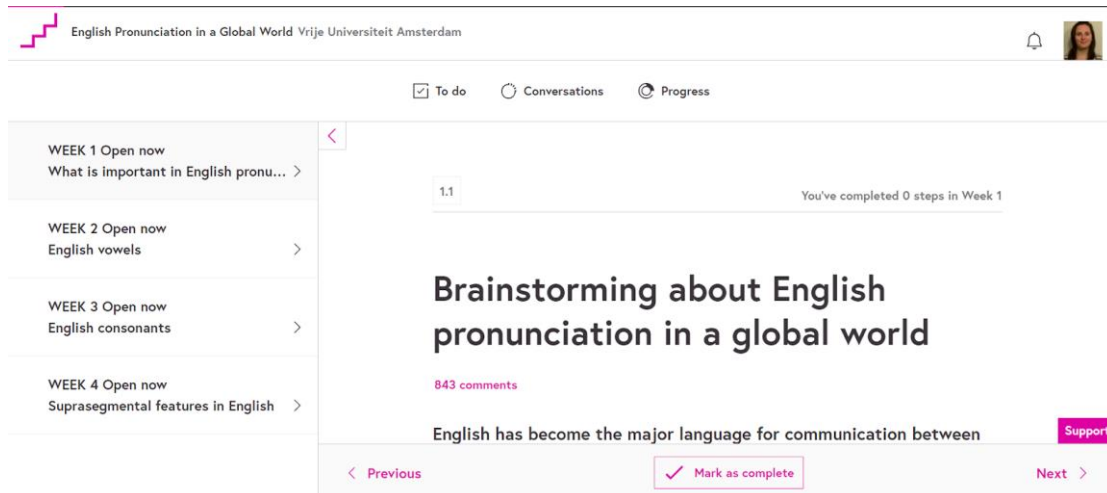 English Pronunciation in a Global World Vrije Universiteit Amsterdam
To do Conversations Progress
WEEK 1 Open now
What is important in English pronu...
WEEK 2 Open now
English vowels
WEEK 3 Open now
English consonants
WEEK 4 Open now
Suprasegmental features in English
1.1 You've completed 0 steps in Week 1
Brainstorming about English
pronunciation in a global world
843 comments
English has become the major language for communication between
Support
Previous Mark as complete Next